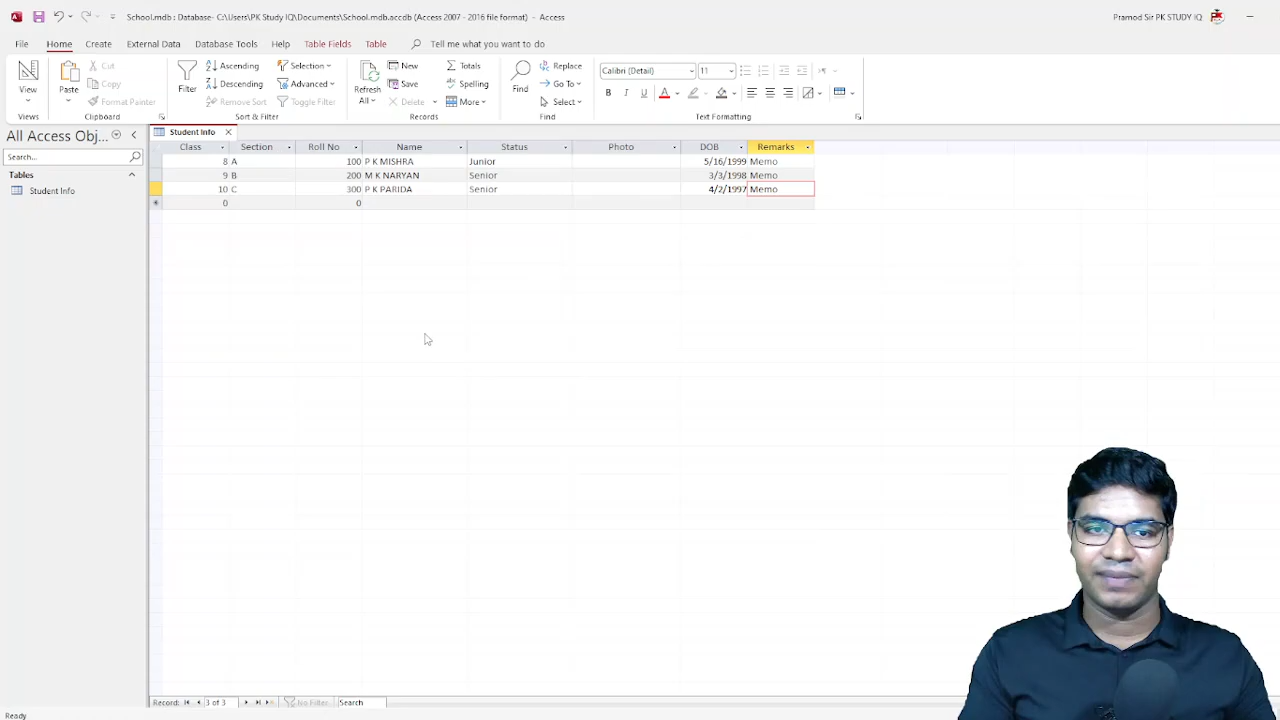 School.mdb : Database- C:\Users\PK Study IQ\Documents\School.mdb.accdb (Access 2007 - 2016 file format) - Access
Pramod Sir PK STUDY IQ
File Home Create External Data Database Tools Help Table Fields Table Tell me what you want to do
View
Views
Paste
Cut
Copy
Format Painter
Clipboard
Filter
Ascending
Descending
Remove Sort
Selection
Advanced
Toggle Filter
Sort & Filter
Refresh
All
New
Save
Delete
Totals
Spelling
More
Records
Find
Replace
Go To
Select
Find
Calibri (Detail) 11
B I U A
Text Formatting
All Access Obj...
Search...
Tables
Student Info
Student Info
Class Section Roll No Name Status Photo DOB Remarks
8 A 100 P K MISHRA Junior 5/16/1999 Memo
9 B 200 M K NARYAN Senior 3/3/1998 Memo
10 C 300 P K PARIDA Senior 4/2/1997 Memo
0 0
Record: 3 of 3 No Filter Search
Ready